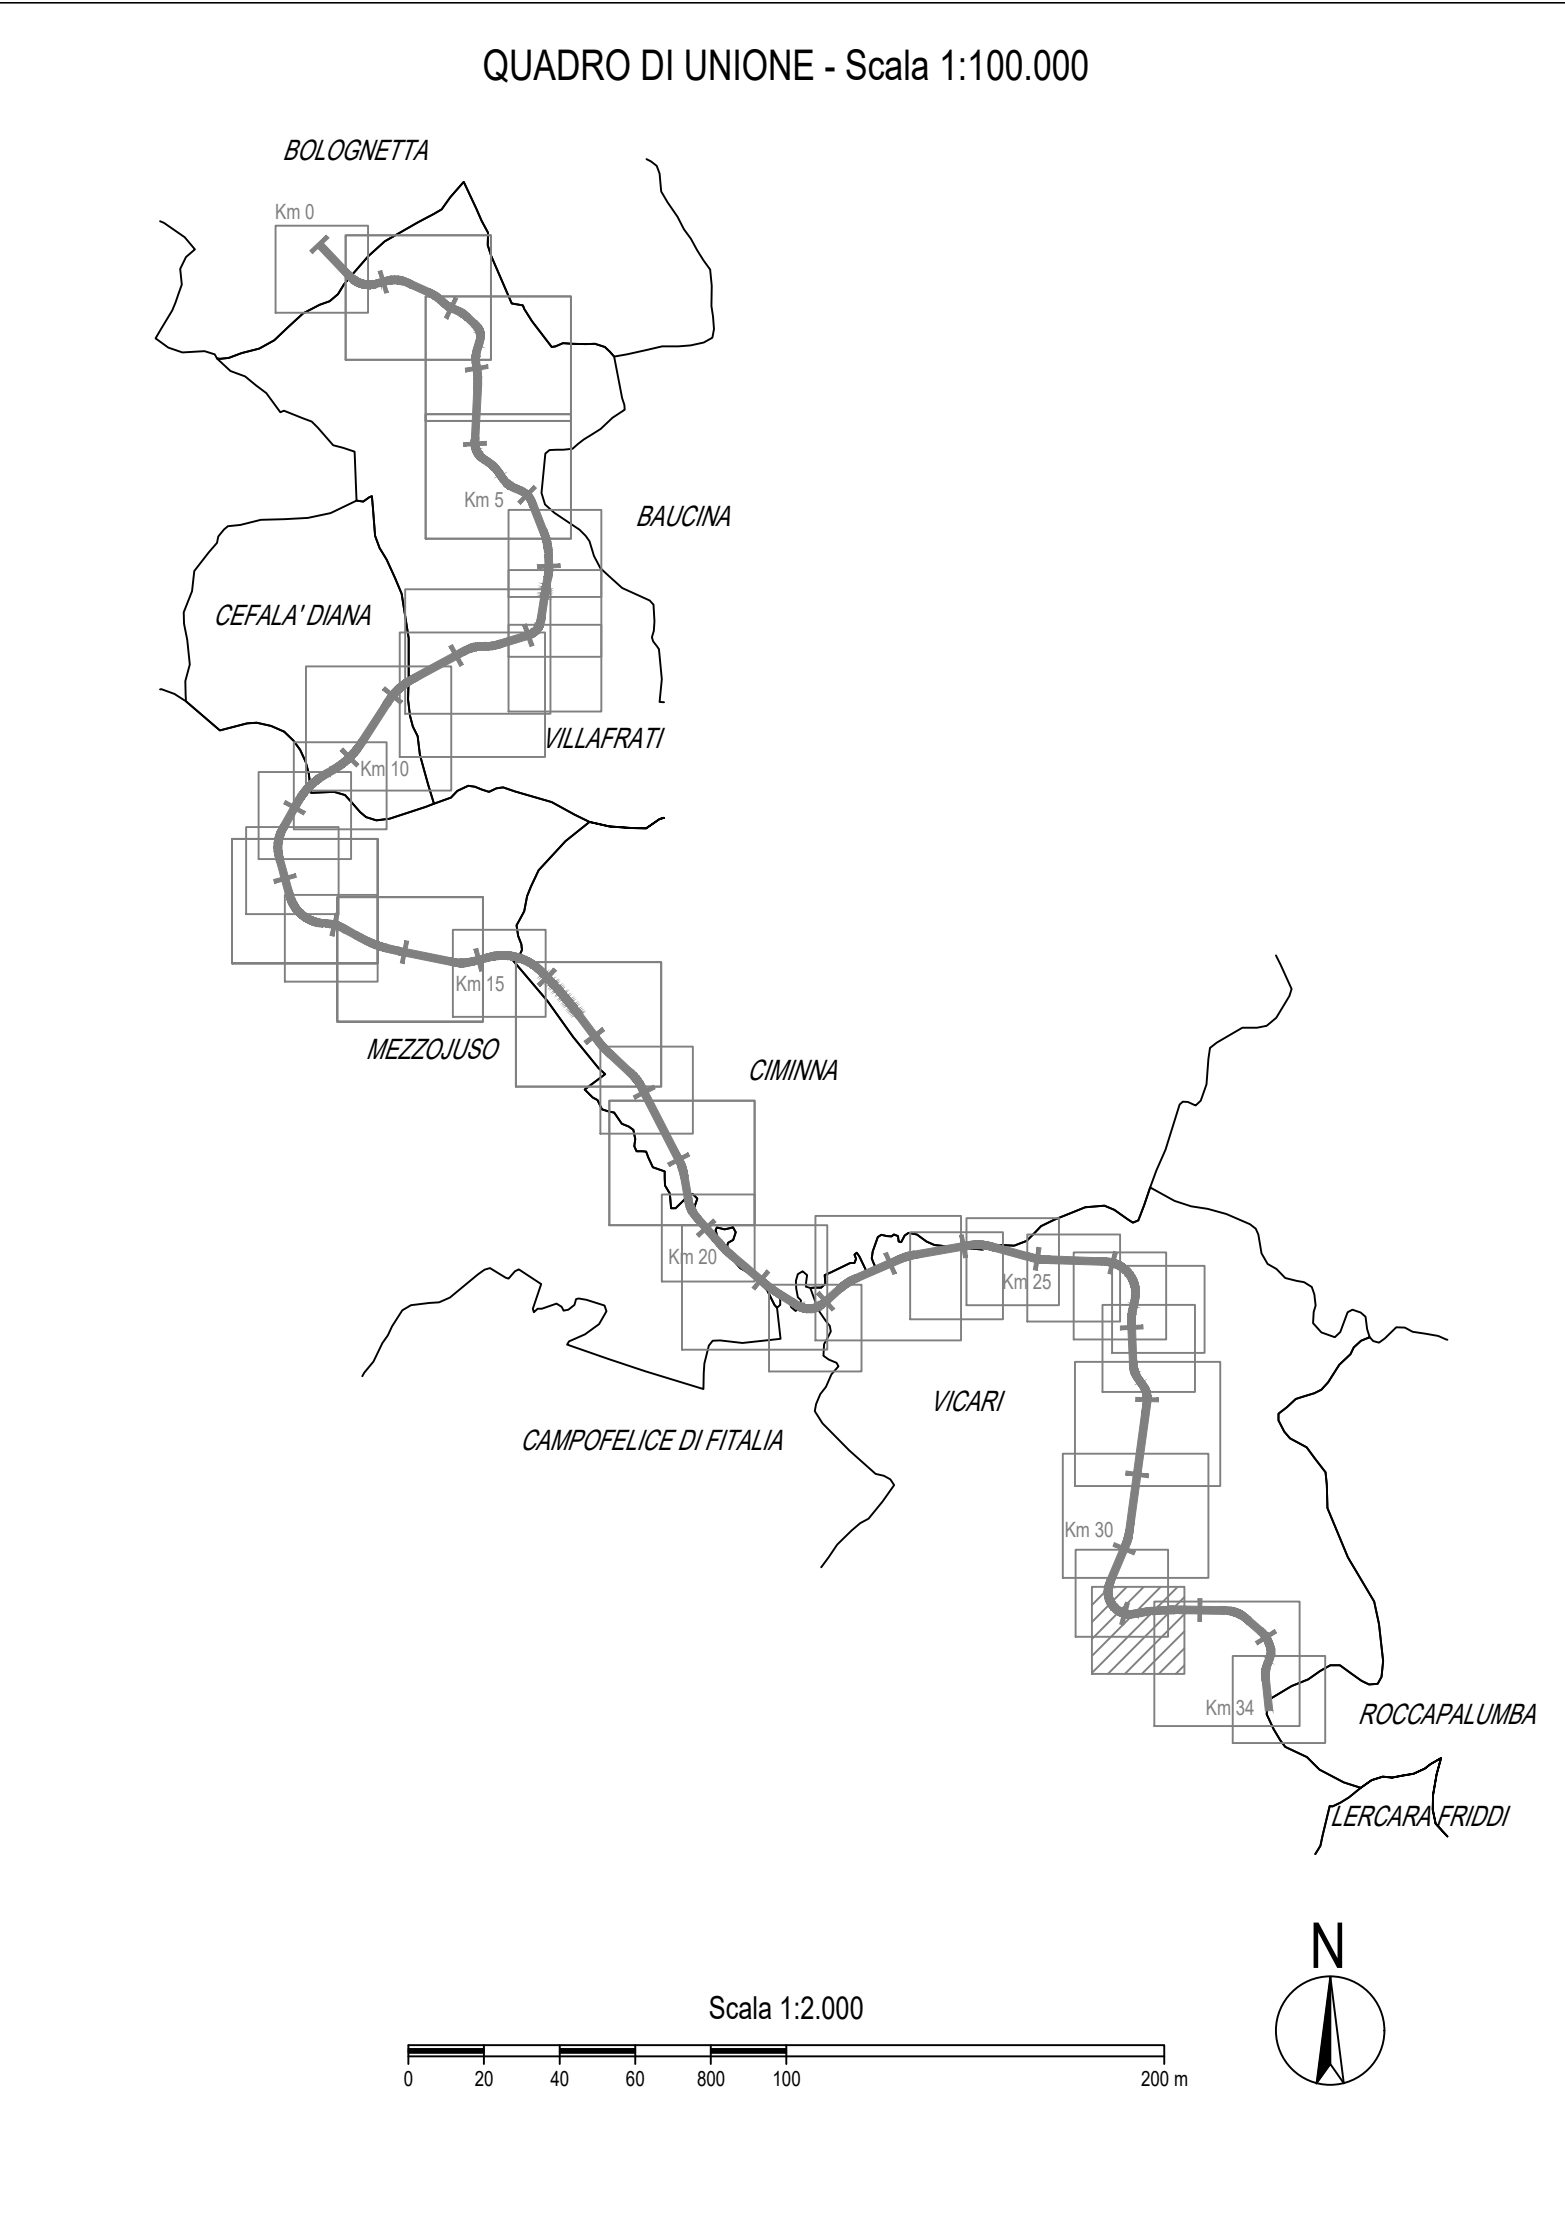 QUADRO DI UNIONE - Scala 1:100.000
BOLOGNETTA
Km 0
Km 5
BAUCINA
CEFALA' DIANA
VILLAFRATI
Km 10
Km 15
MEZZOJUSO
CIMINNA
Km 20
Km 25
VICARI
CAMPOFELICE DI FITALIA
Km 30
Km 34
ROCCAPALUMBA
LERCARA FRIDDI
N
Scala 1:2.000
0 20 40 60 800 100 200 m